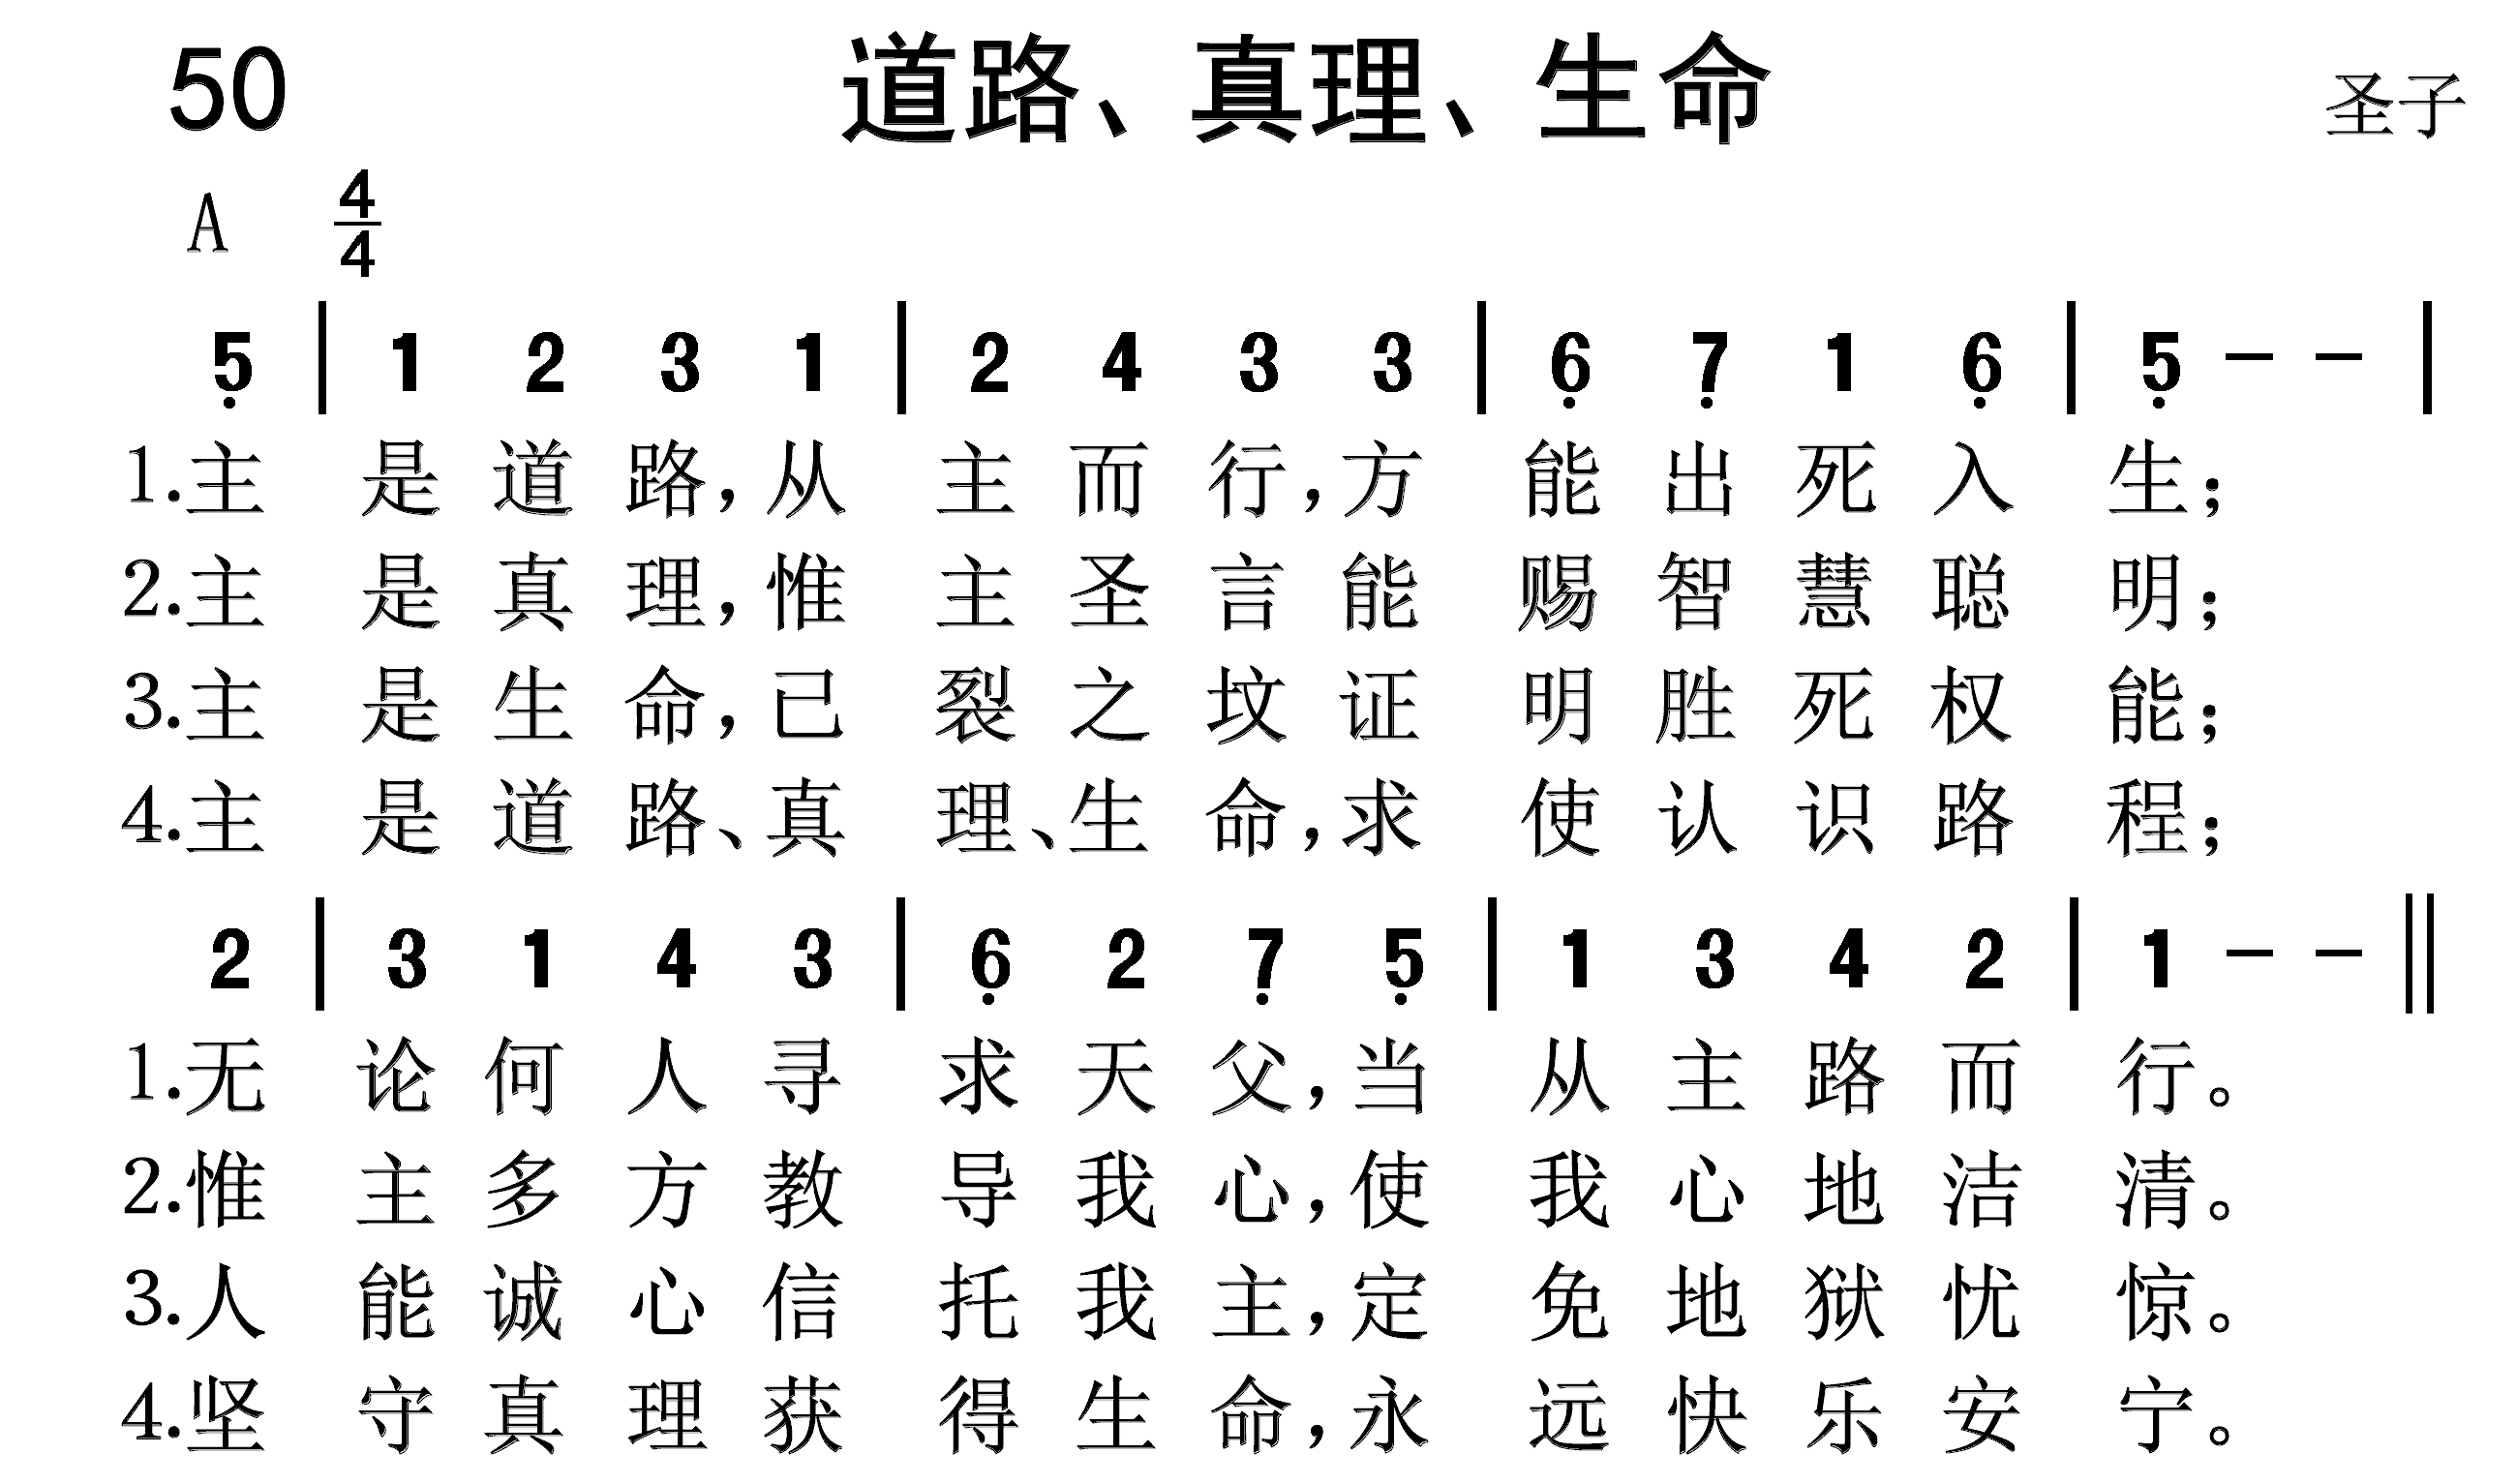 50 道路、真理、生命 圣子
A 4/4
5̣ | 1 2 3 1 | 2 4 3 3 | 6̣ 7̣ 1 6̣ | 5̣ – – |
1.主是道路,从主而行,方能出死入生;
2.主是真理,惟主圣言能赐智慧聪明;
3.主是生命,己裂之坟证明胜死权能;
4.主是道路、真理、生命,求使认识路程;
2 | 3 1 4 3 | 6̣ 2 7̣ 5̣ | 1 3 4 2 | 1 – – ‖
1.无论何人寻求天父,当从主路而行。
2.惟主多方教导我心,使我心地洁清。
3.人能诚心信托我主,定免地狱忧惊。
4.坚守真理获得生命,永远快乐安宁。